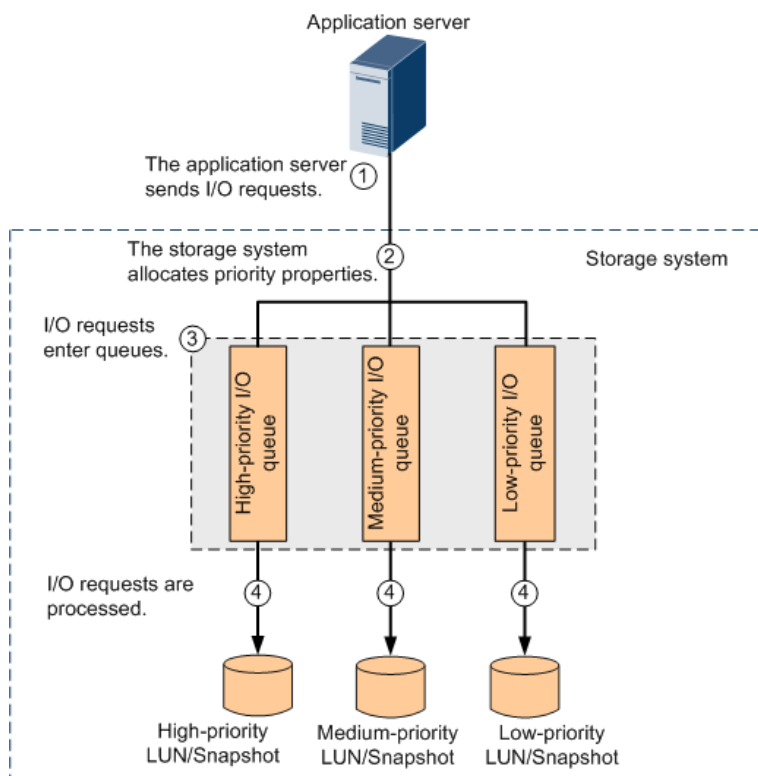 Application server
The application server
sends I/O requests.
1
The storage system
allocates priority properties.
2
Storage system
I/O requests
enter queues.
3
High-priority I/O
queue
Medium-priority I/O
queue
Low-priority I/O
queue
I/O requests are
processed.
4
4
4
High-priority
LUN/Snapshot
Medium-priority
LUN/Snapshot
Low-priority
LUN/Snapshot